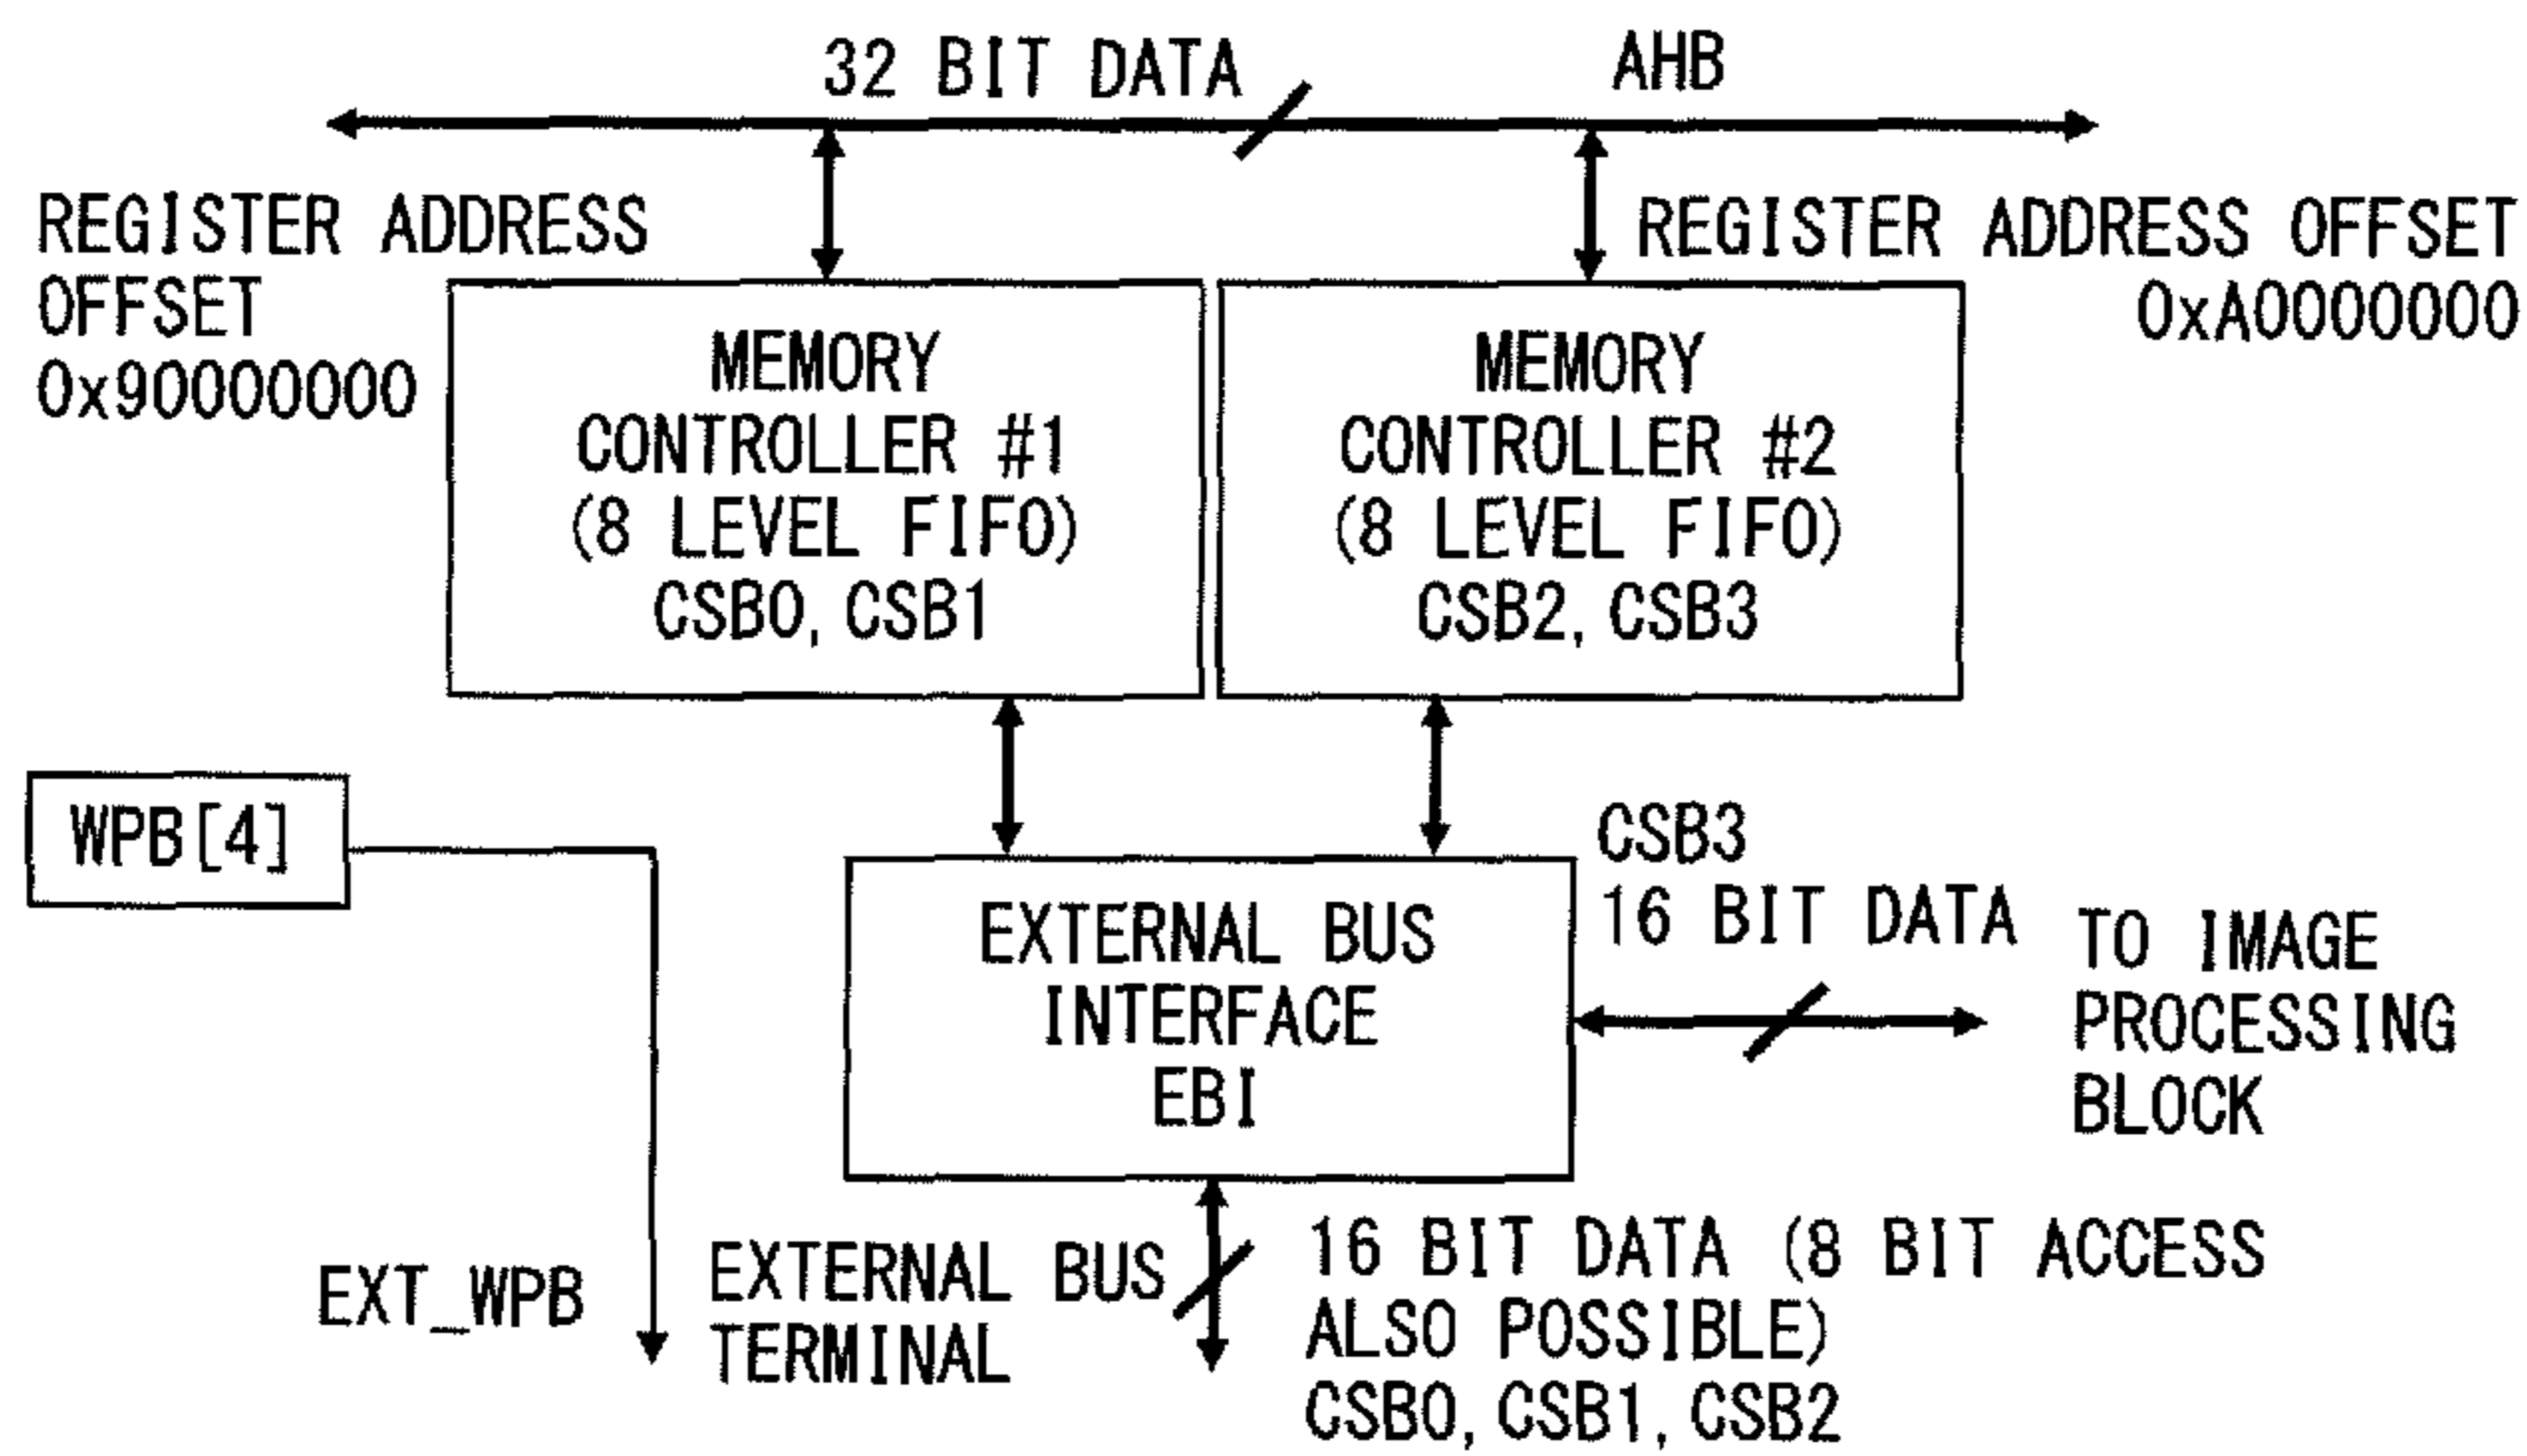 32 BIT DATA
AHB
REGISTER ADDRESS
OFFSET
0x90000000
REGISTER ADDRESS OFFSET
0xA0000000
MEMORY
CONTROLLER #1
(8 LEVEL FIFO)
CSB0, CSB1
MEMORY
CONTROLLER #2
(8 LEVEL FIFO)
CSB2, CSB3
WPB[4]
EXTERNAL BUS
INTERFACE
EBI
CSB3
16 BIT DATA
TO IMAGE
PROCESSING
BLOCK
EXT_WPB
EXTERNAL BUS
TERMINAL
16 BIT DATA (8 BIT ACCESS
ALSO POSSIBLE)
CSB0, CSB1, CSB2